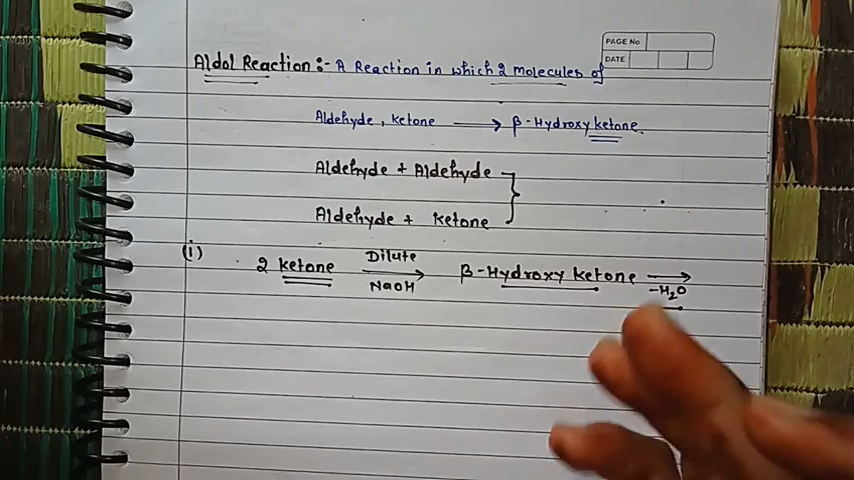 PAGE No
DATE
Aldol Reaction :- A Reaction in which 2 molecules of
Aldehyde, ketone → β-Hydroxy ketone.
Aldehyde + Aldehyde
Aldehyde + ketone
(i) 2 ketone Dilute NaOH → β-Hydroxy ketone → -H₂O